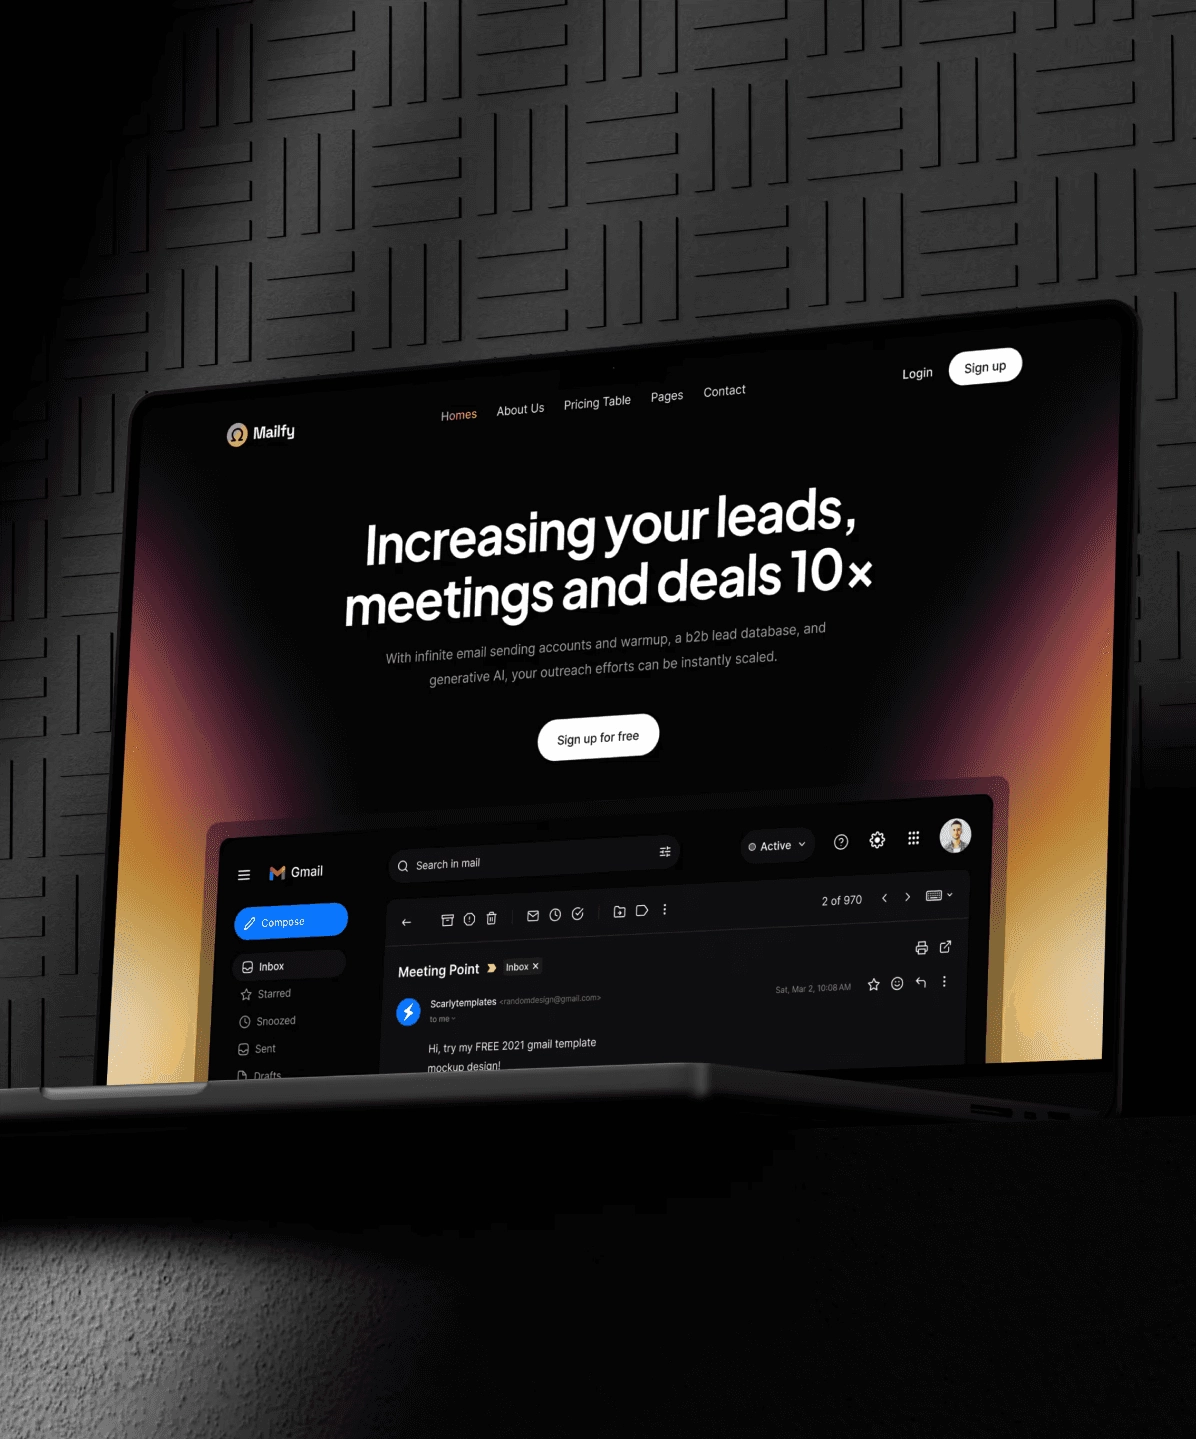 Mailfy
Homes About Us Pricing Table Pages Contact
Login Sign up
Increasing your leads,
meetings and deals 10×
With infinite email sending accounts and warmup, a b2b lead database, and
generative AI, your outreach efforts can be instantly scaled.
Sign up for free
Gmail
Search in mail
Active
Compose
2 of 970
Inbox
Starred
Snoozed
Sent
Drafts
Meeting Point Inbox ×
Scarlytemplates <randomdesign@gmail.com>
Sat, Mar 2, 10:08 AM
to me
Hi, try my FREE 2021 gmail template
mockup design!